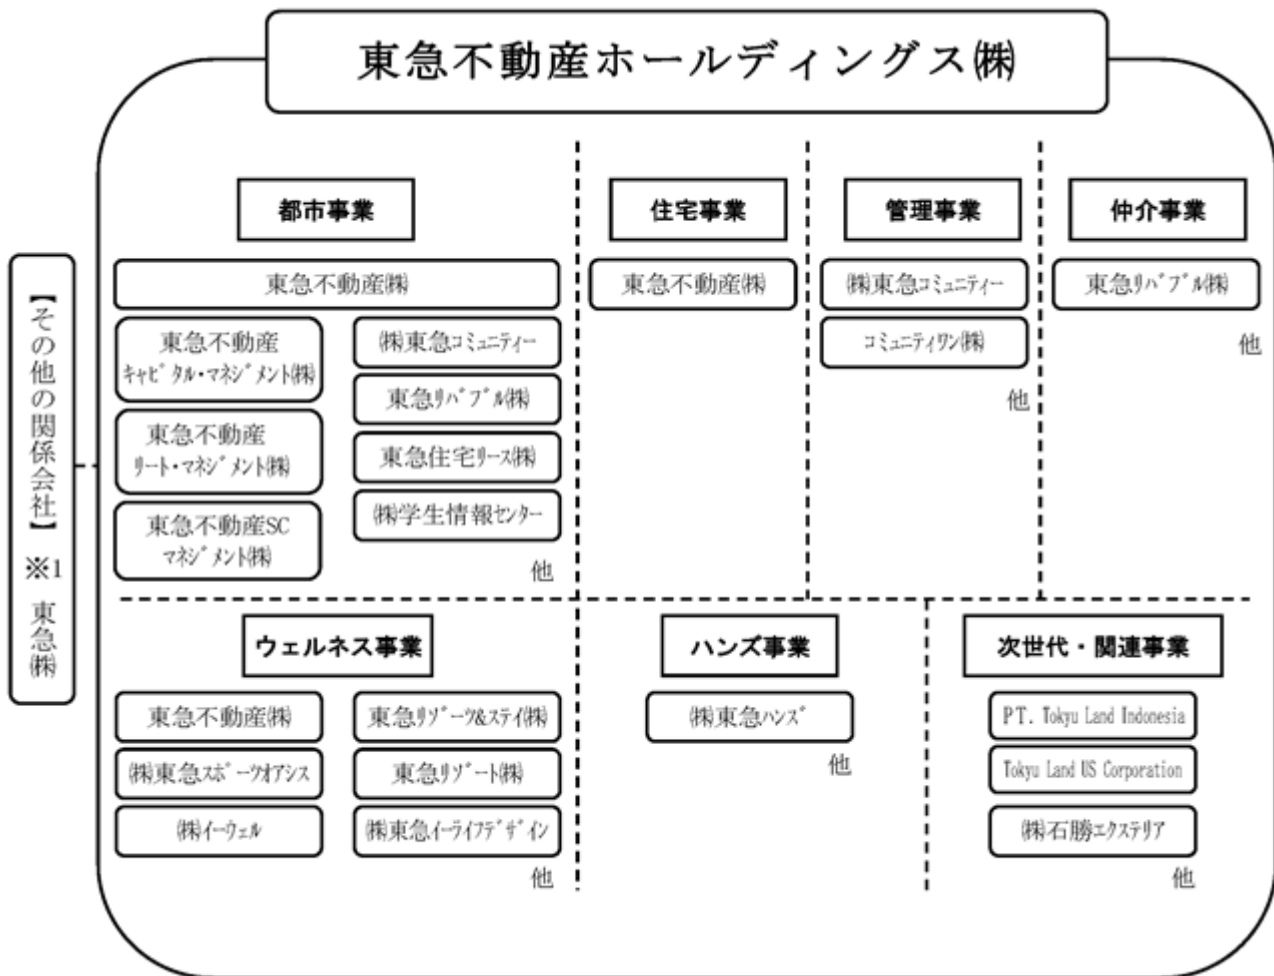 東急不動産ホールディングス㈱
【その他の関係会社】 ※1 東急㈱
都市事業
東急不動産㈱
東急不動産
ｷｬﾋﾟﾀﾙ・ﾏﾈｼﾞﾒﾝﾄ㈱
東急不動産
ﾘｰﾄ・ﾏﾈｼﾞﾒﾝﾄ㈱
東急不動産SC
ﾏﾈｼﾞﾒﾝﾄ㈱
㈱東急ｺﾐｭﾆﾃｨｰ
東急ﾘﾊﾞﾌﾞﾙ㈱
東急住宅ﾘｰｽ㈱
㈱学生情報ｾﾝﾀｰ
他
住宅事業
東急不動産㈱
管理事業
㈱東急ｺﾐｭﾆﾃｨｰ
ｺﾐｭﾆﾃｨﾜﾝ㈱
他
仲介事業
東急ﾘﾊﾞﾌﾞﾙ㈱
他
ウェルネス事業
東急不動産㈱
㈱東急ｽﾎﾟｰﾂｵｱｼｽ
㈱ｲｰｳｪﾙ
東急ﾘｿﾞｰﾂ&ｽﾃｲ㈱
東急ﾘｿﾞｰﾄ㈱
㈱東急ｲｰﾗｲﾌﾃﾞｻﾞｲﾝ
他
ハンズ事業
㈱東急ﾊﾝｽﾞ
他
次世代・関連事業
PT. Tokyu Land Indonesia
Tokyu Land US Corporation
㈱石勝ｴｸｽﾃﾘｱ
他